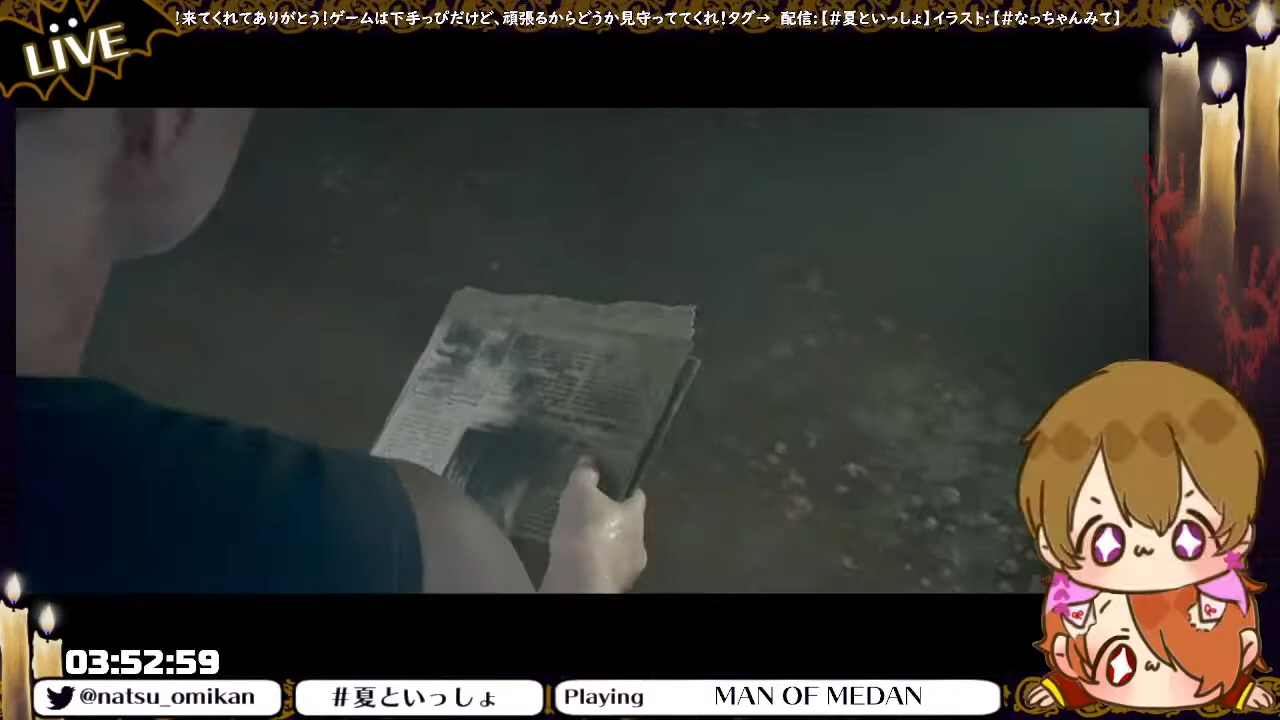 !来てくれてありがとう!ゲームは下手っぴだけど、頑張るからどうか見守っててくれ!タグ→ 配信:【#夏といっしょ】イラスト:【#なっちゃんみて】
LiVE
03:52:59
@natsu_omikan
#夏といっしょ
Playing MAN OF MEDAN